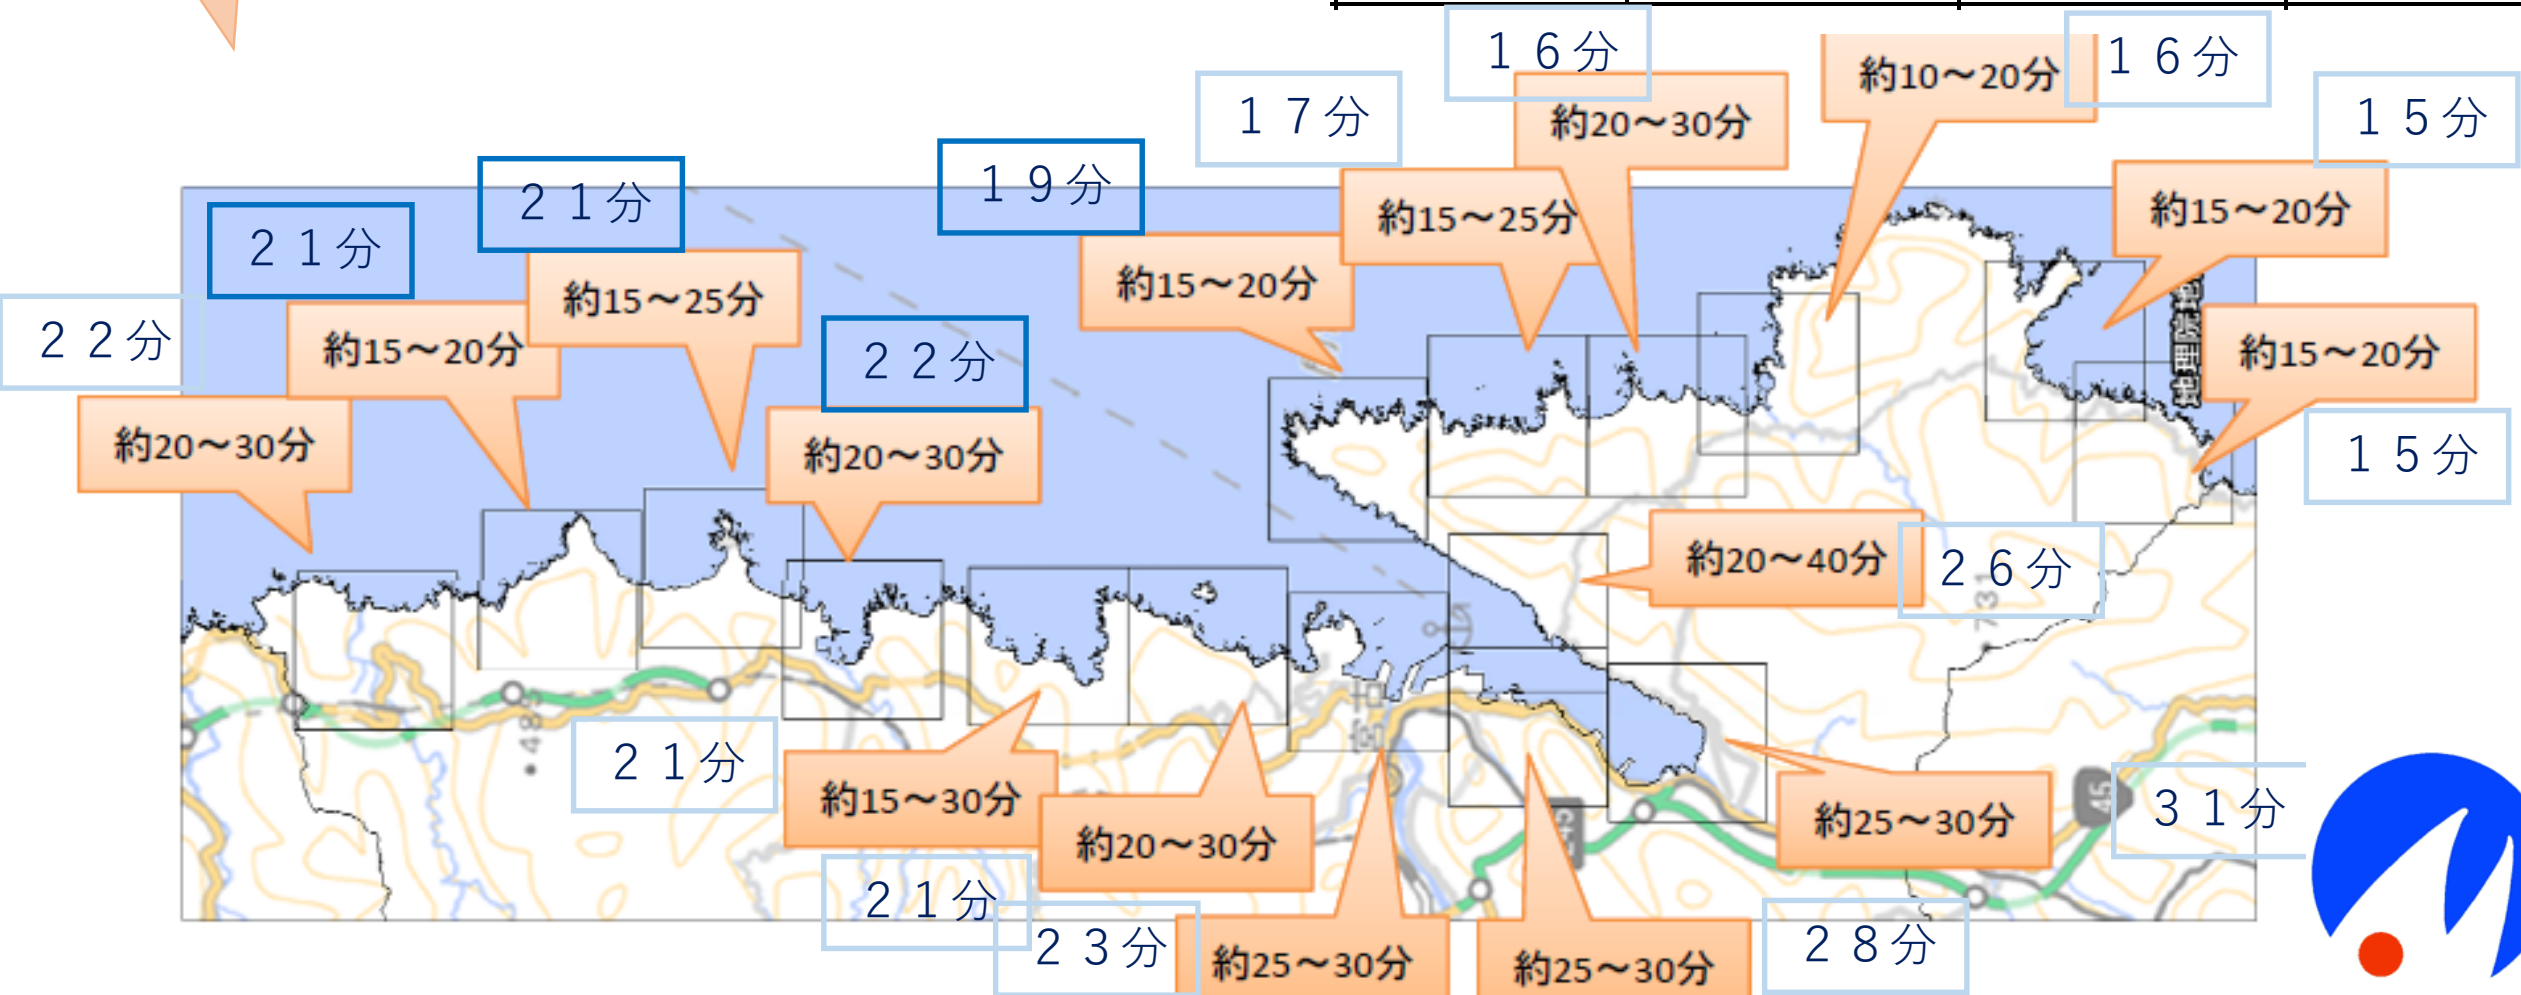 １６分
約10～20分
１６分
１７分
約20～30分
１５分
１９分
２１分
約15～25分
約15～20分
２１分
約15～20分
約15～25分
２２分
約15～20分
２２分
約15～20分
約20～30分
約20～30分
１５分
約20～40分
２６分
731
485
２１分
約15～30分
約20～30分
約25～30分
45
３１分
45
２１分
２３分
約25～30分
約25～30分
２８分